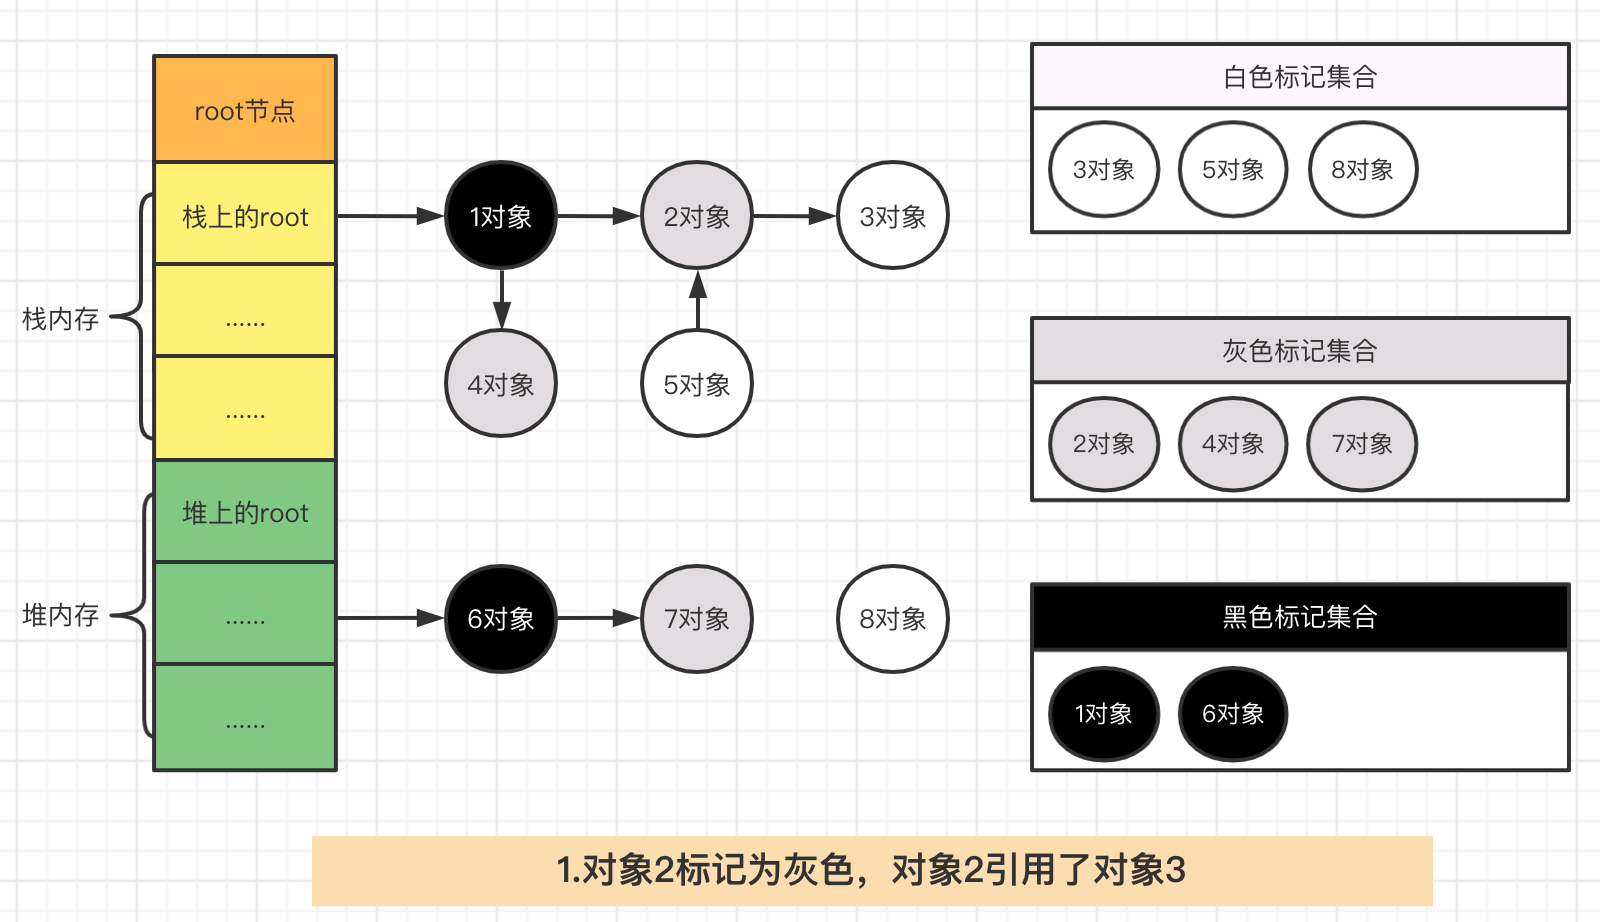 root节点
栈上的root
......
......
栈内存
堆上的root
......
......
堆内存
1对象
2对象
3对象
4对象
5对象
6对象
7对象
8对象
白色标记集合
3对象
5对象
8对象
灰色标记集合
2对象
4对象
7对象
黑色标记集合
1对象
6对象
1.对象2标记为灰色，对象2引用了对象3